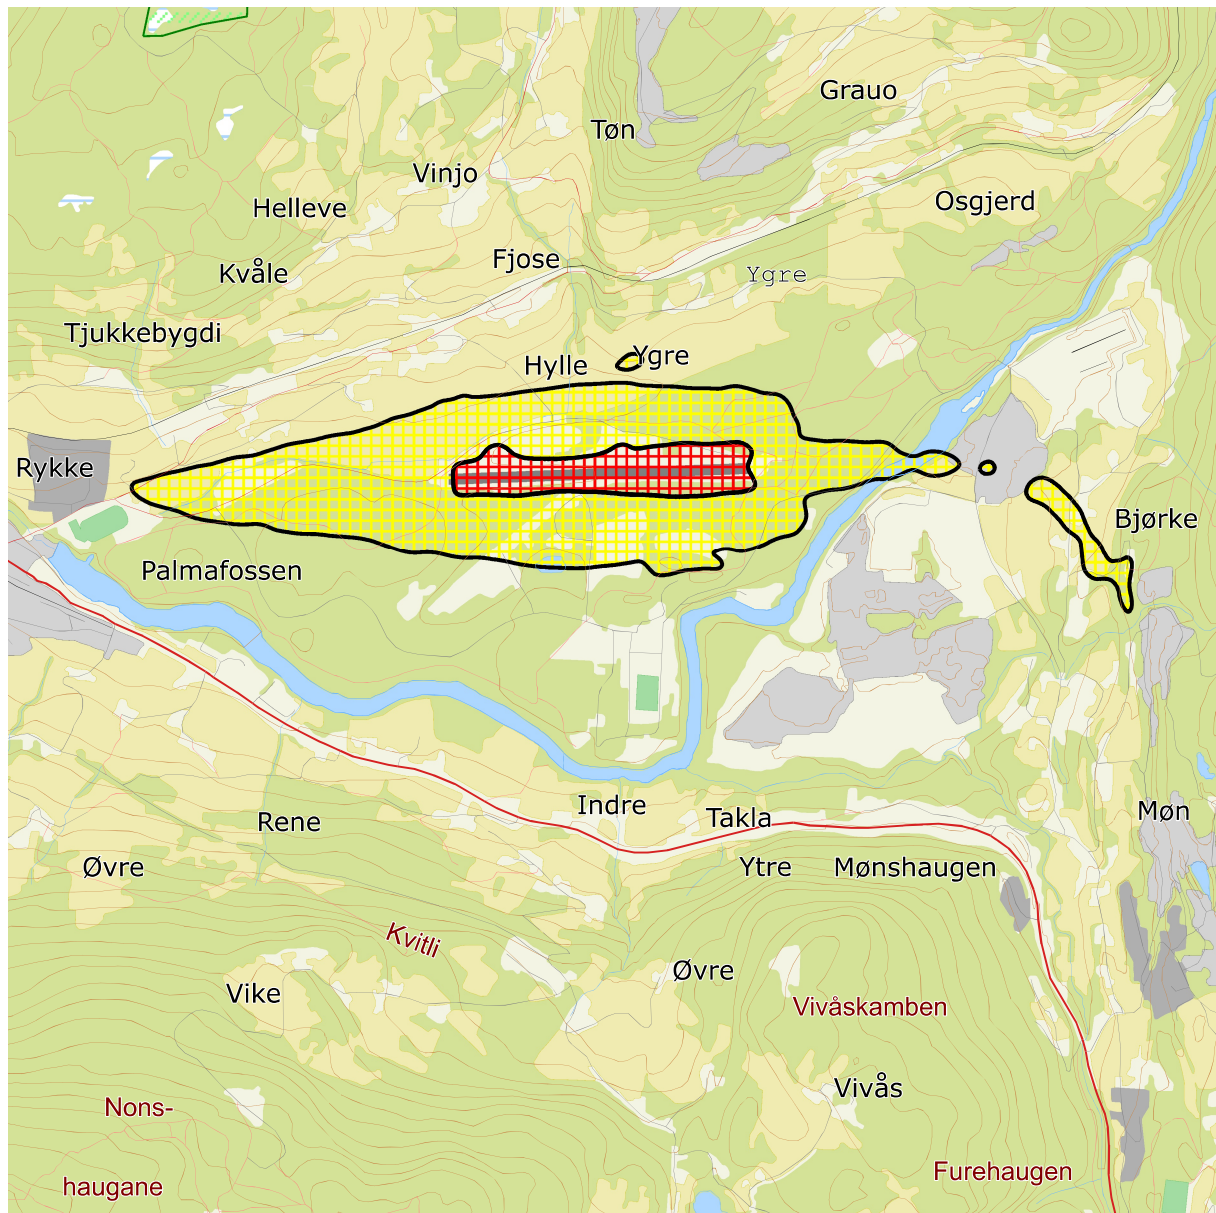 Grauo
Tøn
Vinjo
Osgjerd
Helleve
Fjose
Kvåle
Ygre
Tjukkebygdi
Hylle
Ygre
Rykke
Bjørke
Palmafossen
Indre
Takla
Møn
Rene
Øvre
Ytre
Mønshaugen
Kvitli
Øvre
Vike
Vivåskamben
Vivås
Nons-
haugane
Furehaugen